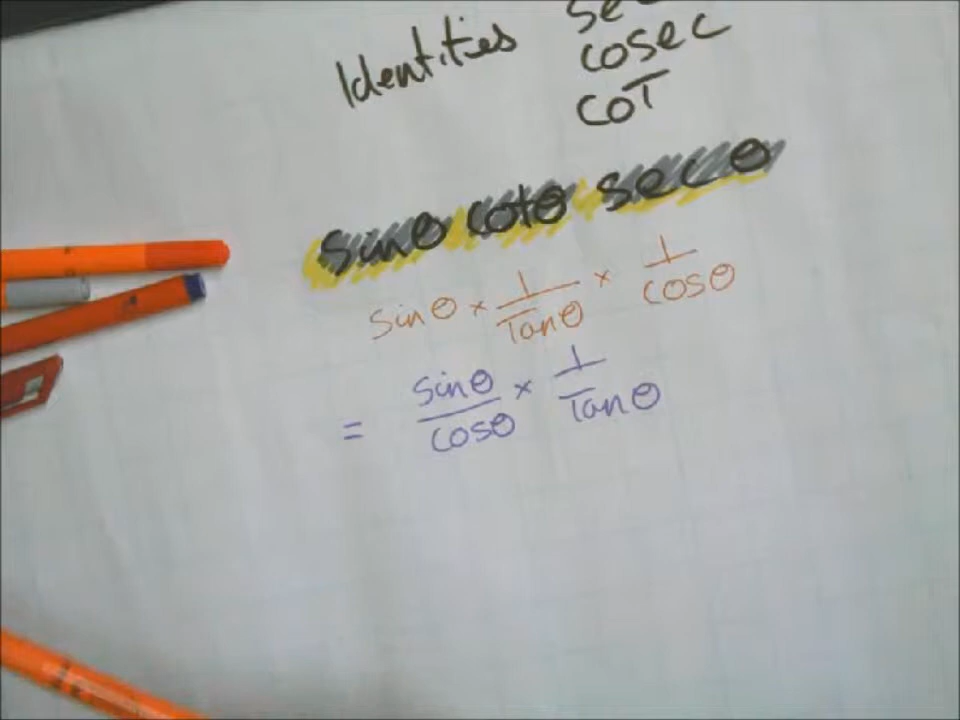 Identities
cosec
COT
sinθ cotθ secθ
sinθ × 1/Tanθ × 1/cosθ
= sinθ/cosθ × 1/Tanθ